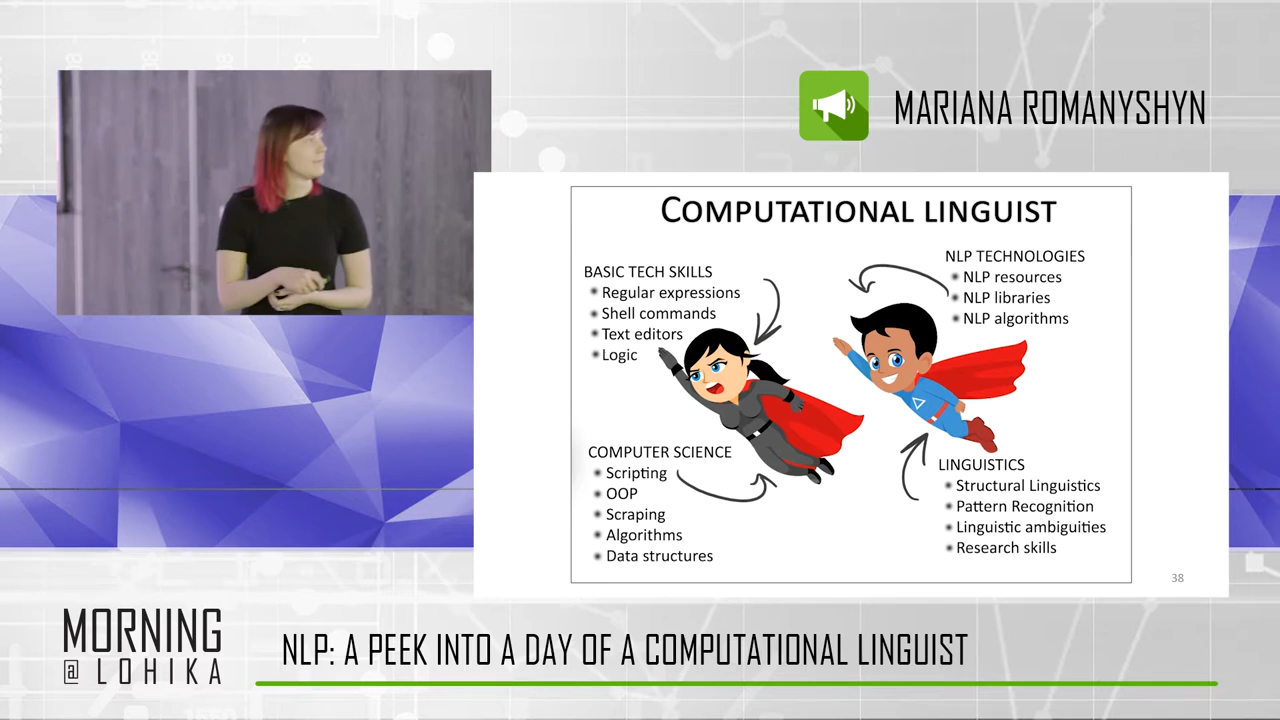 MARIANA ROMANYSHYN
COMPUTATIONAL LINGUIST
BASIC TECH SKILLS
Regular expressions
Shell commands
Text editors
Logic
NLP TECHNOLOGIES
NLP resources
NLP libraries
NLP algorithms
COMPUTER SCIENCE
Scripting
OOP
Scraping
Algorithms
Data structures
LINGUISTICS
Structural Linguistics
Pattern Recognition
Linguistic ambiguities
Research skills
38
MORNING
@ LOHIKA
NLP: A PEEK INTO A DAY OF A COMPUTATIONAL LINGUIST